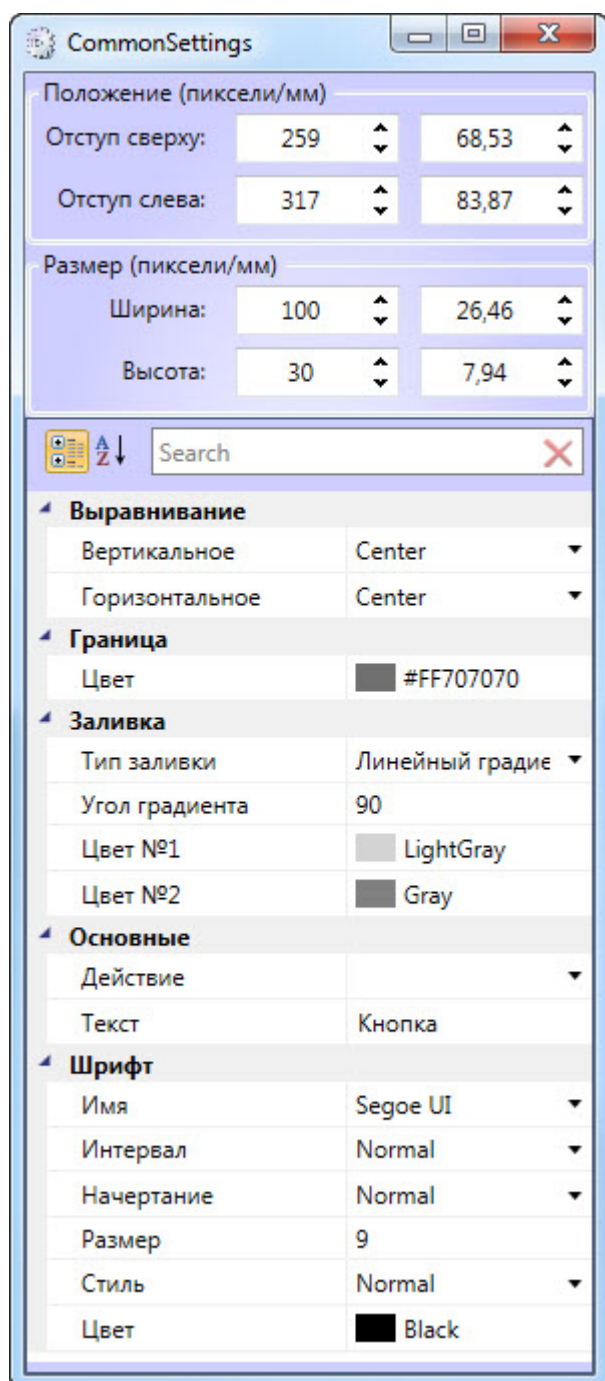 CommonSettings
Положение (пиксели/мм)
Отступ сверху: 259 68,53
Отступ слева: 317 83,87
Размер (пиксели/мм)
Ширина: 100 26,46
Высота: 30 7,94
A Z Search
Выравнивание
Вертикальное Center
Горизонтальное Center
Граница
Цвет #FF707070
Заливка
Тип заливки Линейный градие
Угол градиента 90
Цвет №1 LightGray
Цвет №2 Gray
Основные
Действие
Текст Кнопка
Шрифт
Имя Segoe UI
Интервал Normal
Начертание Normal
Размер 9
Стиль Normal
Цвет Black